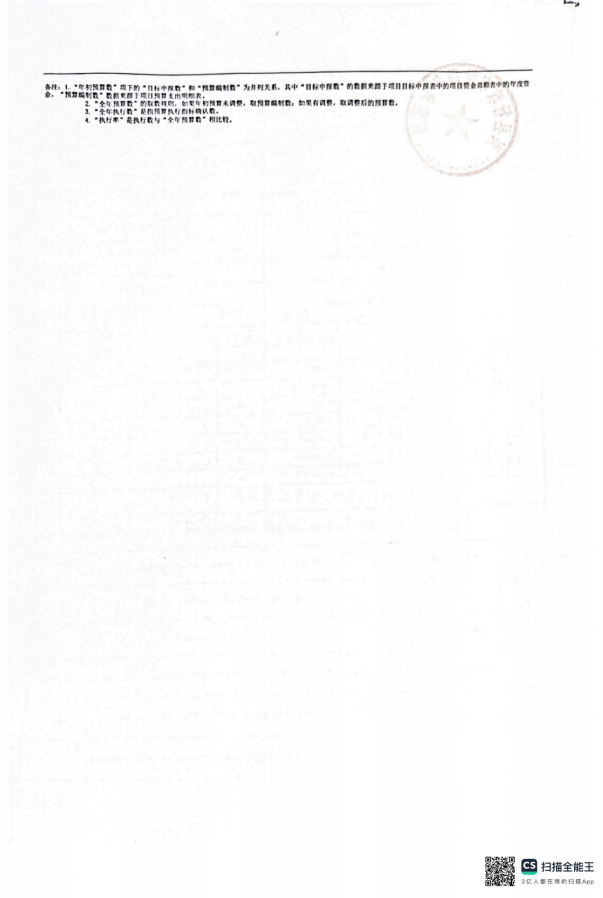 备注:1.“年初预算数”项下的“目标申报数”和“预算编制数”为并列关系,其中“目标申报数”的数据来源于项目目标申报表中的项目资金总额表中的年度资
金,“预算编制数”数据来源于项目预算支出明细表。
2.“全年预算数”的取数规则,如果年初预算未调整,取预算编制数;如果有调整,取调整后的预算数。
3.“全年执行数”是指预算执行指标确认数。
4.“执行率”是执行数与“全年预算数”相比较。
CS 扫描全能王
3亿人都在用的扫描App